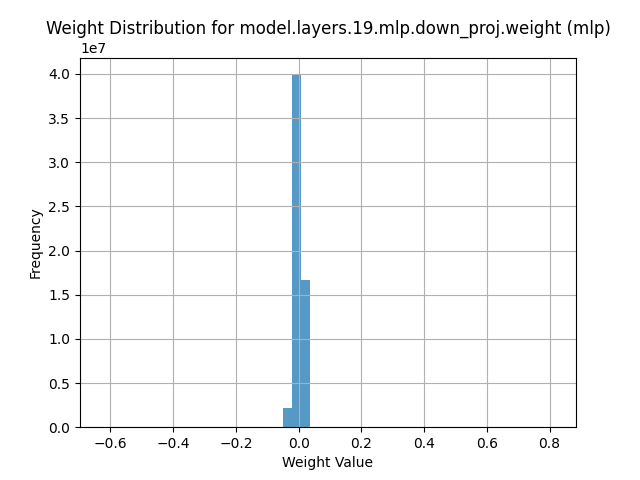 Weight Distribution for model.layers.19.mlp.down_proj.weight (mlp)
1e7
4.0
3.5
3.0
2.5
2.0
1.5
1.0
0.5
0.0
Frequency
−0.6 −0.4 −0.2 0.0 0.2 0.4 0.6 0.8
Weight Value